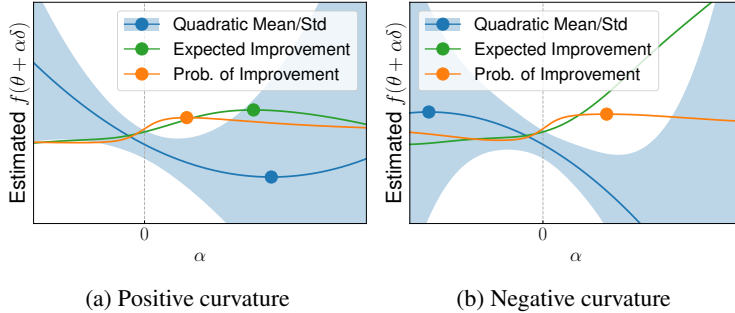 Estimated f(θ + αδ)
Quadratic Mean/Std
Expected Improvement
Prob. of Improvement
0
α
(a) Positive curvature
Estimated f(θ + αδ)
Quadratic Mean/Std
Expected Improvement
Prob. of Improvement
0
α
(b) Negative curvature